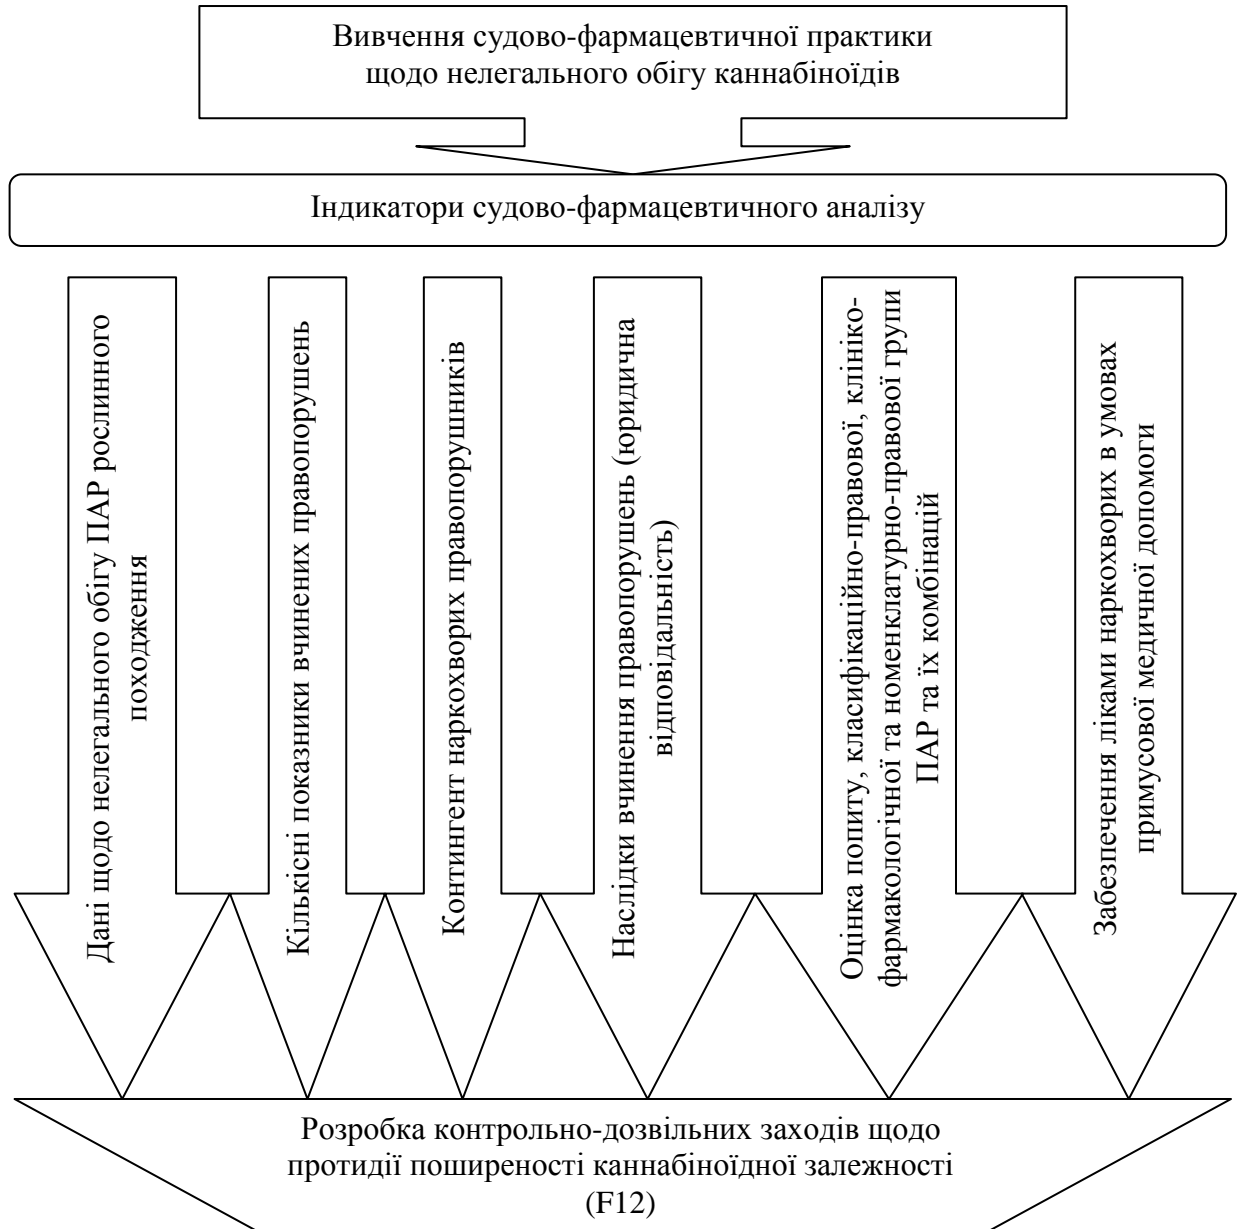 Вивчення судово-фармацевтичної практики
щодо нелегального обігу каннабіноїдів
Індикатори судово-фармацевтичного аналізу
Дані щодо нелегального обігу ПАР рослинного
походження
Кількісні показники вчинених правопорушень
Контингент наркохворих правопорушників
Наслідки вчинення правопорушень (юридична
відповідальність)
Оцінка попиту, класифікаційно-правової, клініко-
фармакологічної та номенклатурно-правової групи
ПАР та їх комбінацій
Забезпечення ліками наркохворих в умовах
примусової медичної допомоги
Розробка контрольно-дозвільних заходів щодо
протидії поширеності каннабіноїдної залежності
(F12)